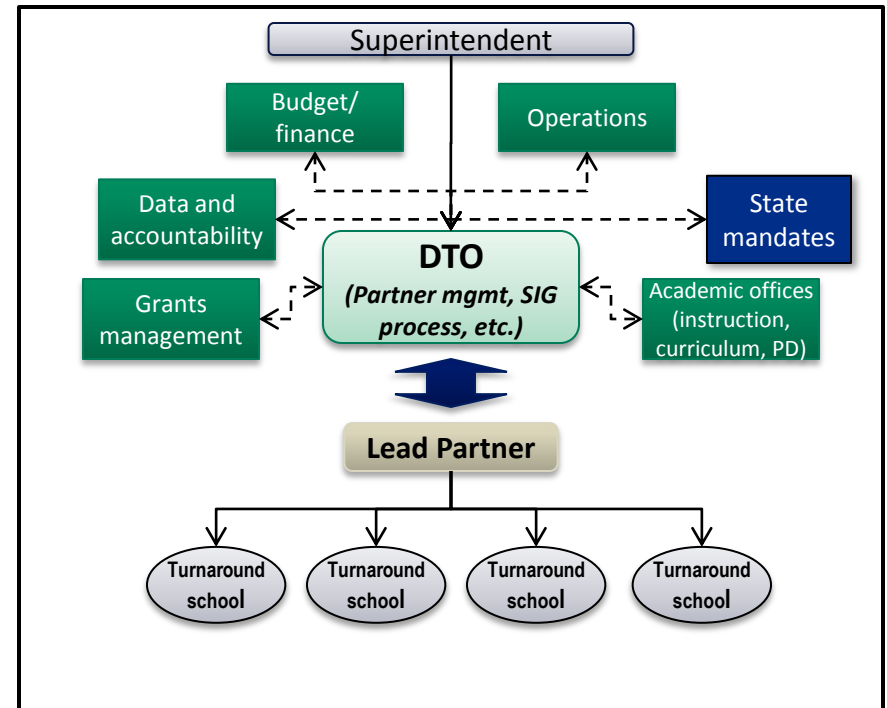 Superintendent
Budget/
finance
Operations
Data and
accountability
State
mandates
DTO
(Partner mgmt, SIG
process, etc.)
Grants
management
Academic offices
(instruction,
curriculum, PD)
Lead Partner
Turnaround
school
Turnaround
school
Turnaround
school
Turnaround
school